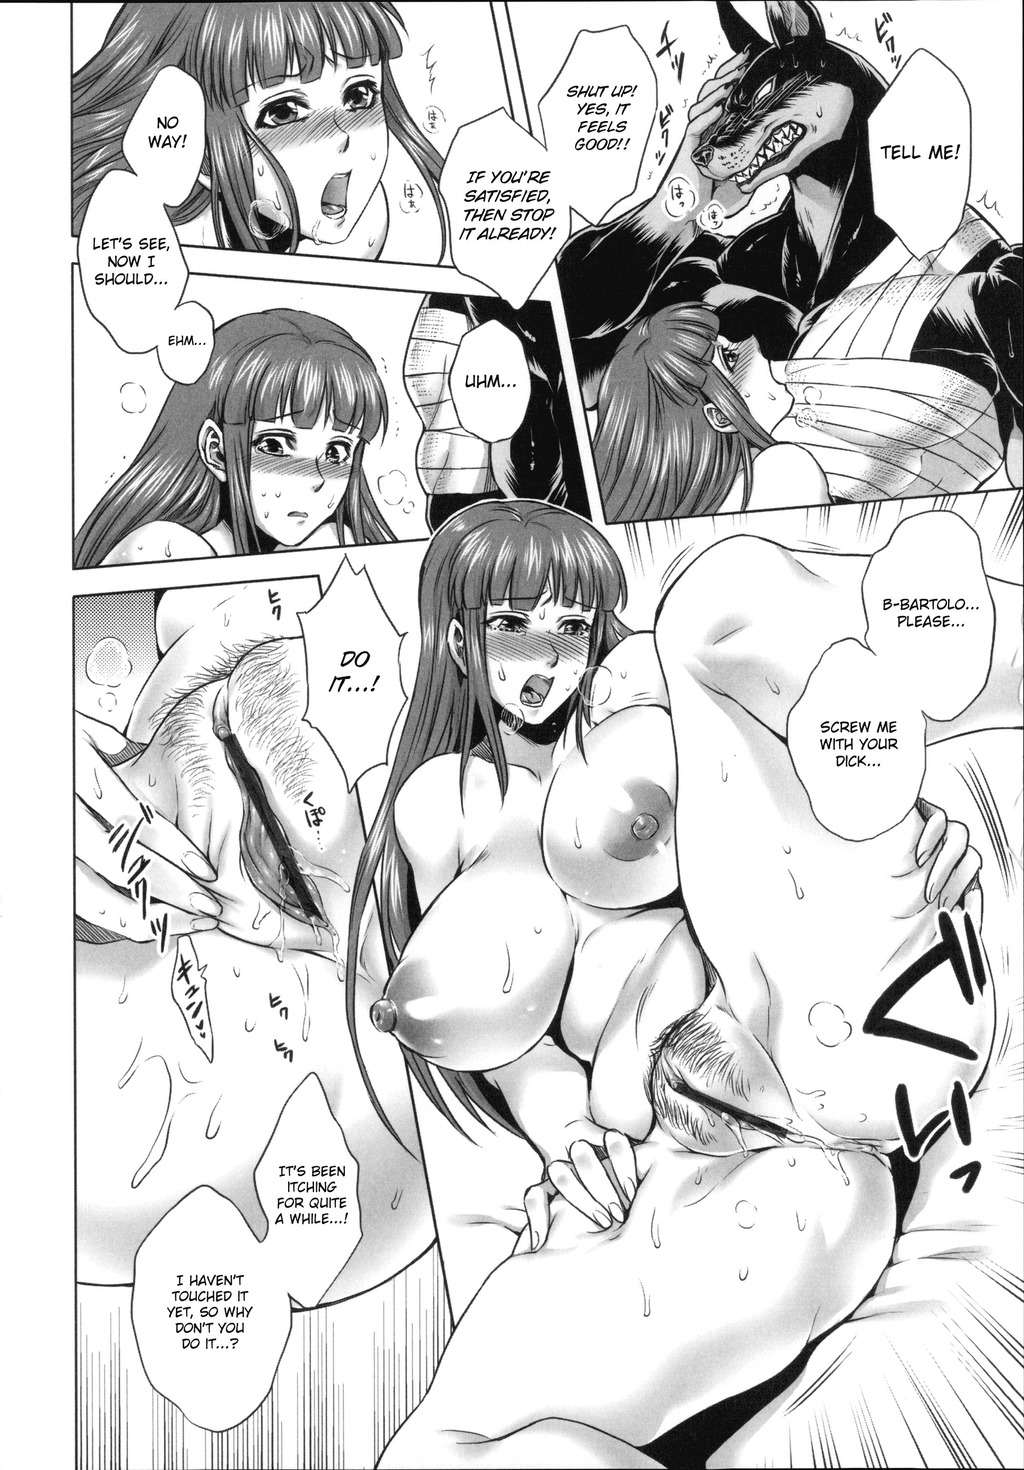 TELL ME!
SHUT UP!
YES, IT
FEELS
GOOD!!
IF YOU'RE
SATISFIED,
THEN STOP
IT ALREADY!
NO
WAY!
LET'S SEE,
NOW I
SHOULD...
EHM...
UHM...
B-BARTOLO...
PLEASE...
SCREW ME
WITH YOUR
DICK...
DO
IT...!
IT'S BEEN
ITCHING
FOR QUITE
A WHILE...!
I HAVEN'T
TOUCHED IT
YET, SO WHY
DON'T YOU
DO IT...?